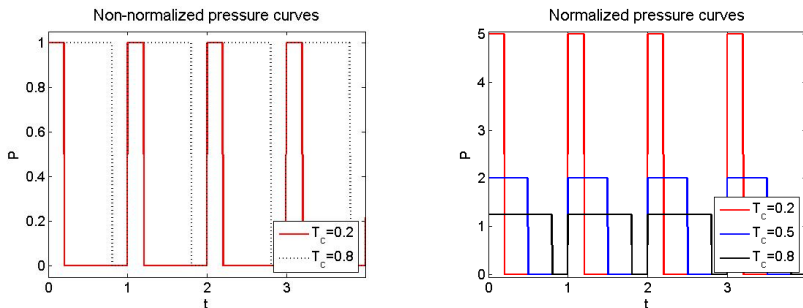 Non-normalized pressure curves
1
0.8
0.6
0.4
0.2
0
P
0
1
2
3
t
T_c=0.2
T_c=0.8
Normalized pressure curves
5
4
3
2
1
0
P
0
1
2
3
t
T_c=0.2
T_c=0.5
T_c=0.8